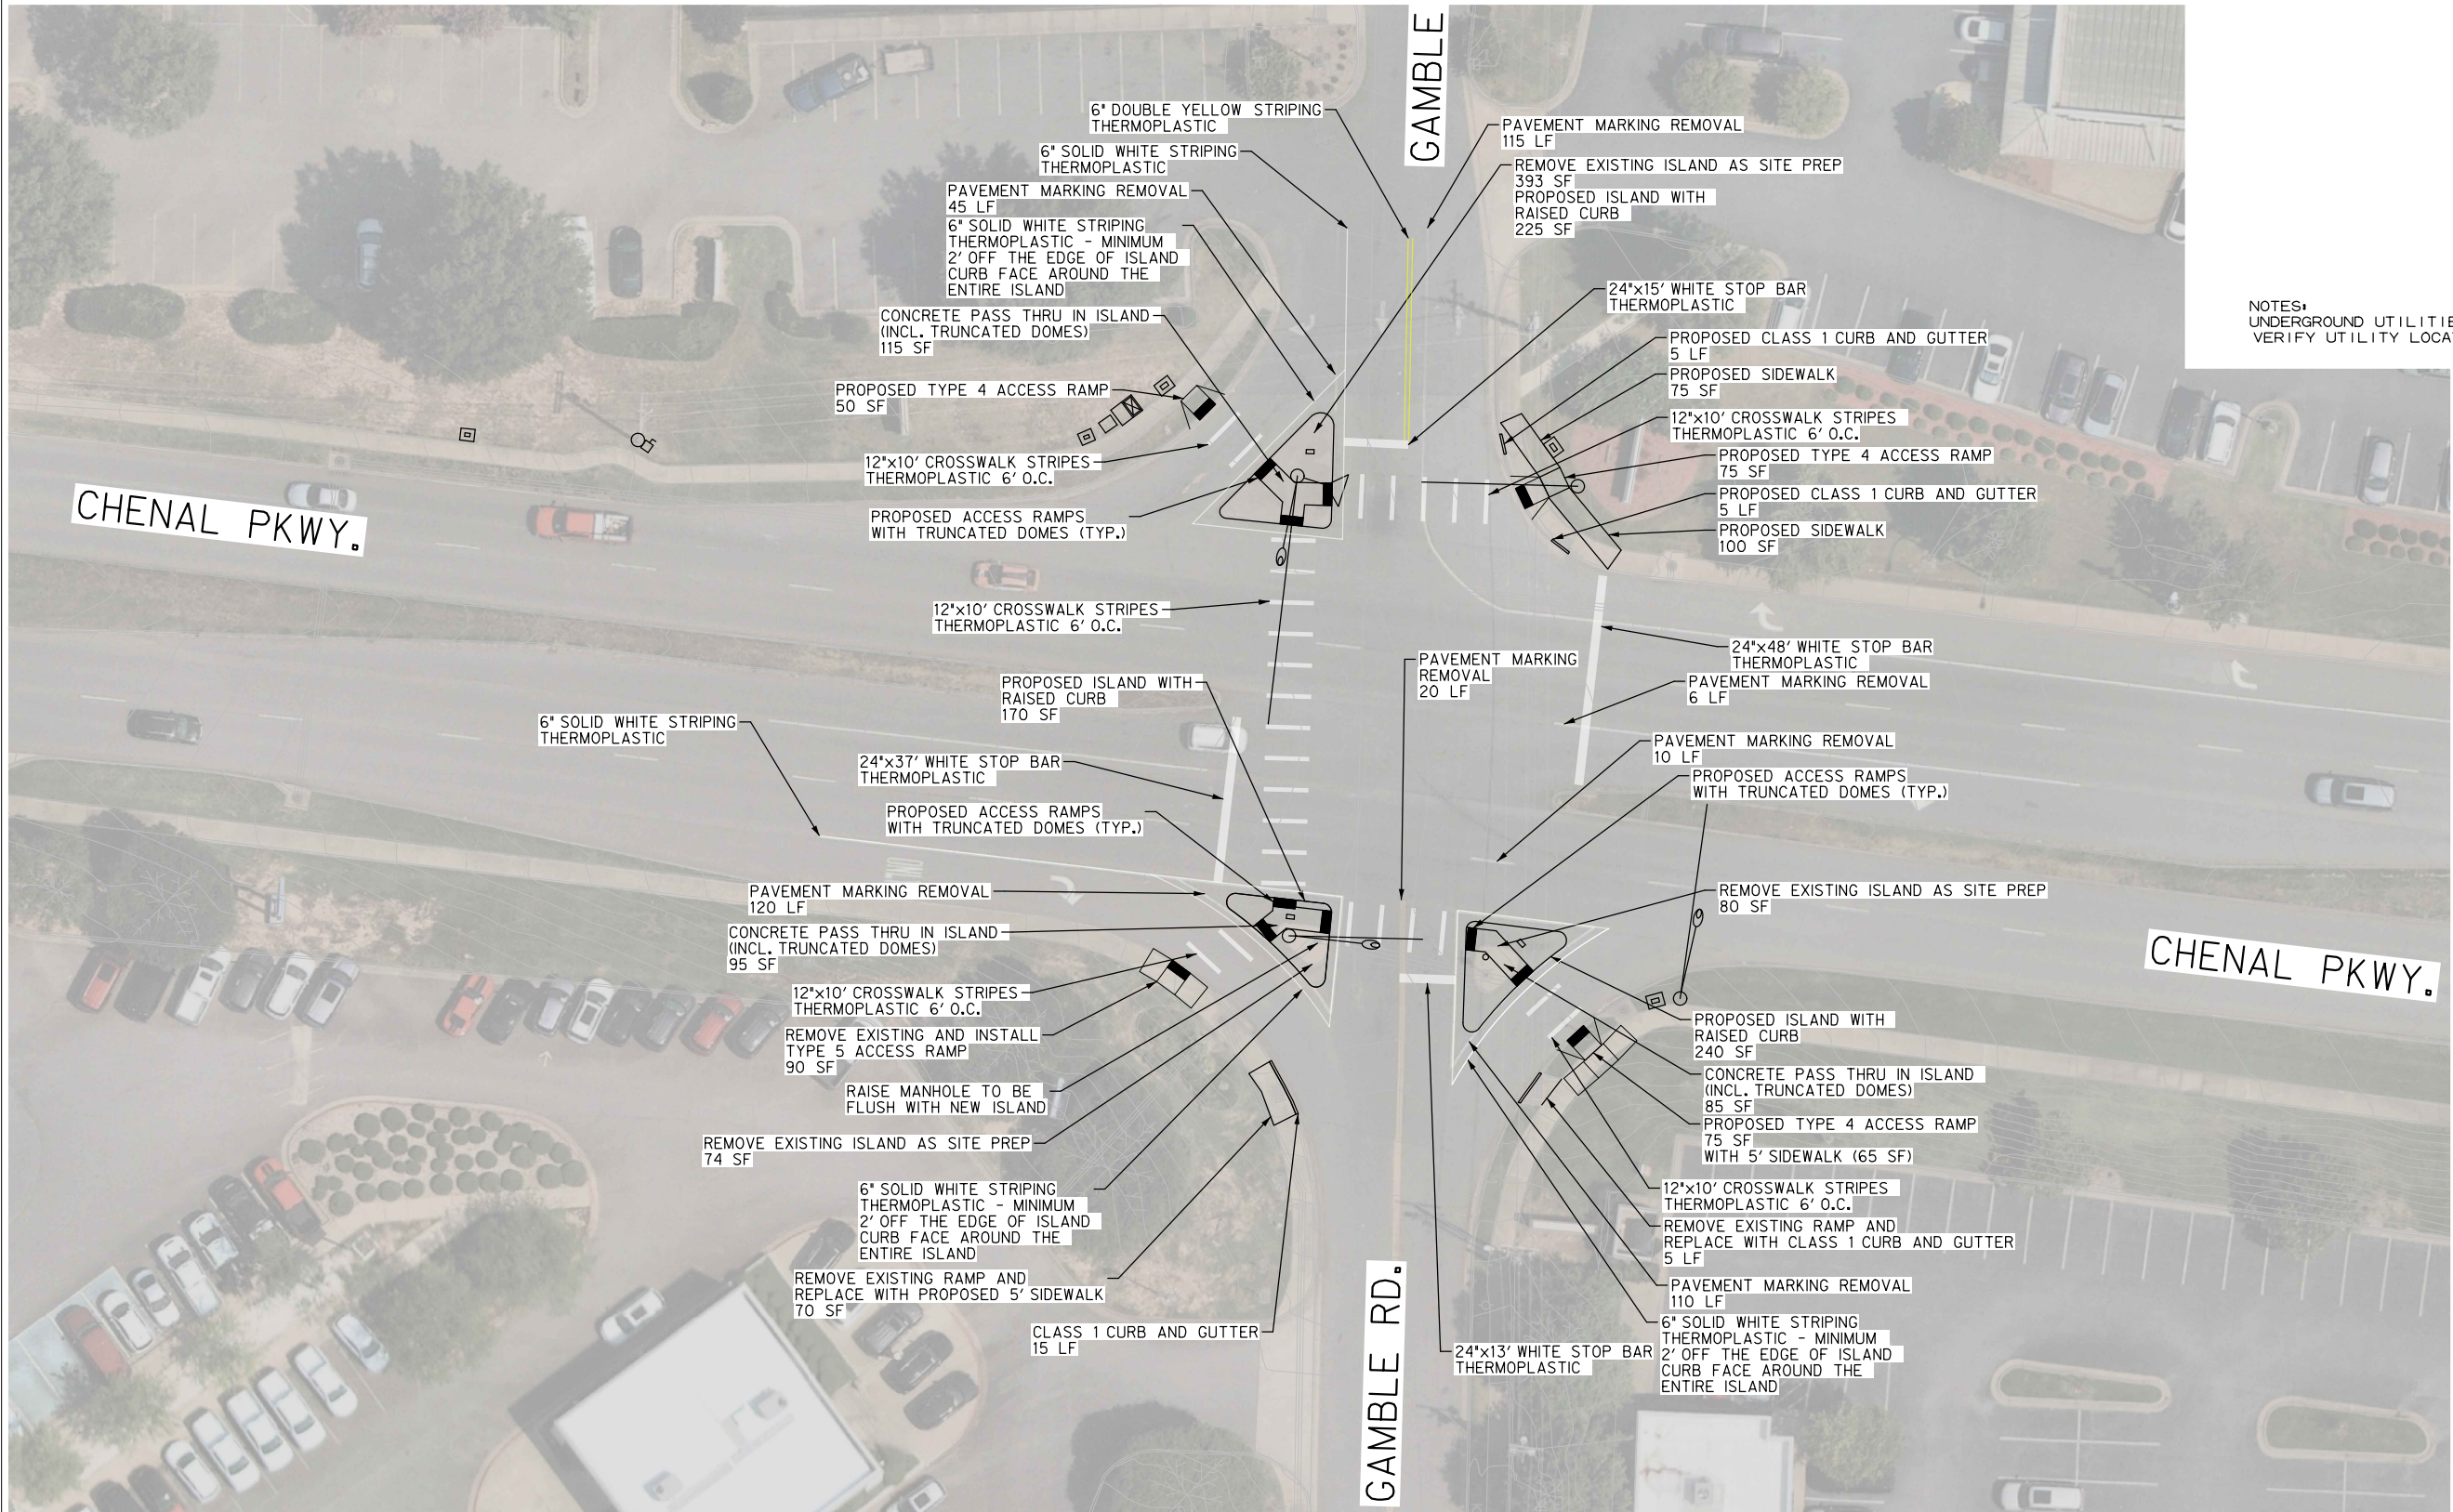 GAMBLE
6" DOUBLE YELLOW STRIPING
THERMOPLASTIC
6" SOLID WHITE STRIPING
THERMOPLASTIC
PAVEMENT MARKING REMOVAL
45 LF
6" SOLID WHITE STRIPING
THERMOPLASTIC - MINIMUM
2' OFF THE EDGE OF ISLAND
CURB FACE AROUND THE
ENTIRE ISLAND
CONCRETE PASS THRU IN ISLAND
(INCL. TRUNCATED DOMES)
115 SF
PROPOSED TYPE 4 ACCESS RAMP
50 SF
12"x10' CROSSWALK STRIPES
THERMOPLASTIC 6' O.C.
PROPOSED ACCESS RAMPS
WITH TRUNCATED DOMES (TYP.)
12"x10' CROSSWALK STRIPES
THERMOPLASTIC 6' O.C.
PAVEMENT MARKING REMOVAL
115 LF
REMOVE EXISTING ISLAND AS SITE PREP
393 SF
PROPOSED ISLAND WITH
RAISED CURB
225 SF
24"x15' WHITE STOP BAR
THERMOPLASTIC
PROPOSED CLASS 1 CURB AND GUTTER
5 LF
PROPOSED SIDEWALK
75 SF
12"x10' CROSSWALK STRIPES
THERMOPLASTIC 6' O.C.
PROPOSED TYPE 4 ACCESS RAMP
75 SF
PROPOSED CLASS 1 CURB AND GUTTER
5 LF
PROPOSED SIDEWALK
100 SF
NOTES:
UNDERGROUND
VERIFY UTILITY
CHENAL PKWY.
24"x48' WHITE STOP BAR
THERMOPLASTIC
PAVEMENT MARKING
REMOVAL
20 LF
PAVEMENT MARKING REMOVAL
6 LF
PAVEMENT MARKING REMOVAL
10 LF
PROPOSED ACCESS RAMPS
WITH TRUNCATED DOMES (TYP.)
PROPOSED ISLAND WITH
RAISED CURB
170 SF
6" SOLID WHITE STRIPING
THERMOPLASTIC
24"x37' WHITE STOP BAR
THERMOPLASTIC
PROPOSED ACCESS RAMPS
WITH TRUNCATED DOMES (TYP.)
ONLY
PAVEMENT MARKING REMOVAL
120 LF
CONCRETE PASS THRU IN ISLAND
(INCL. TRUNCATED DOMES)
95 SF
12"x10' CROSSWALK STRIPES
THERMOPLASTIC 6' O.C.
REMOVE EXISTING AND INSTALL
TYPE 5 ACCESS RAMP
90 SF
RAISE MANHOLE TO BE
FLUSH WITH NEW ISLAND
REMOVE EXISTING ISLAND AS SITE PREP
74 SF
6" SOLID WHITE STRIPING
THERMOPLASTIC - MINIMUM
2' OFF THE EDGE OF ISLAND
CURB FACE AROUND THE
ENTIRE ISLAND
REMOVE EXISTING RAMP AND
REPLACE WITH PROPOSED 5' SIDEWALK
70 SF
CLASS 1 CURB AND GUTTER
15 LF
REMOVE EXISTING ISLAND AS SITE PREP
80 SF
CHENAL PKWY.
PROPOSED ISLAND WITH
RAISED CURB
240 SF
CONCRETE PASS THRU IN ISLAND
(INCL. TRUNCATED DOMES)
85 SF
PROPOSED TYPE 4 ACCESS RAMP
75 SF
WITH 5' SIDEWALK (65 SF)
12"x10' CROSSWALK STRIPES
THERMOPLASTIC 6' O.C.
REMOVE EXISTING RAMP AND
REPLACE WITH CLASS 1 CURB AND GUTTER
5 LF
PAVEMENT MARKING REMOVAL
110 LF
6" SOLID WHITE STRIPING
THERMOPLASTIC - MINIMUM
2' OFF THE EDGE OF ISLAND
CURB FACE AROUND THE
ENTIRE ISLAND
24"x13' WHITE STOP BAR
THERMOPLASTIC
GAMBLE RD.